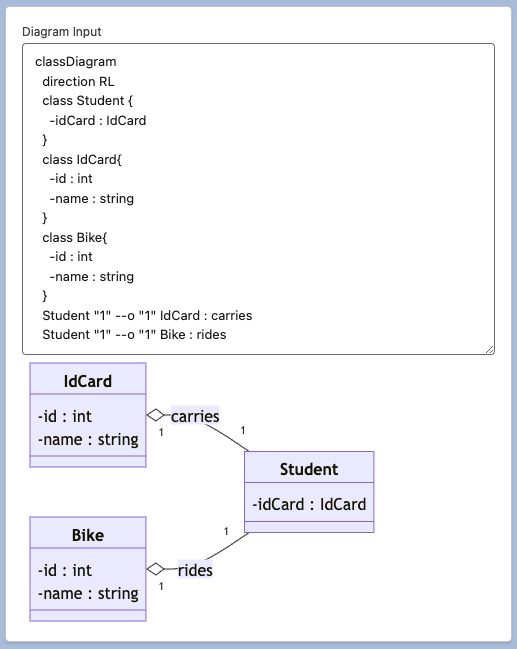 Diagram Input
classDiagram
direction RL
class Student {
-idCard : IdCard
}
class IdCard{
-id : int
-name : string
}
class Bike{
-id : int
-name : string
}
Student "1" --o "1" IdCard : carries
Student "1" --o "1" Bike : rides
IdCard
-id : int
-name : string
carries
1
1
Student
-idCard : IdCard
Bike
-id : int
-name : string
1
rides
1